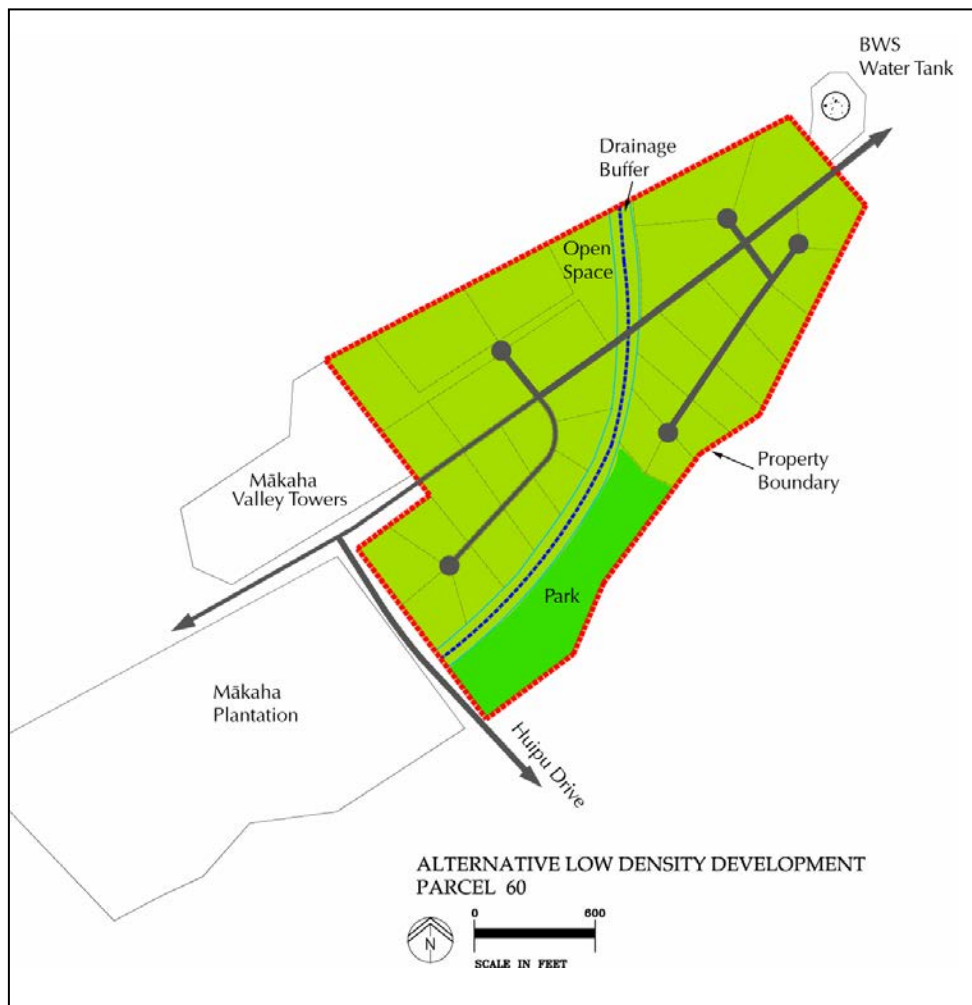 BWS
Water Tank
Drainage
Buffer
Open
Space
Property
Boundary
Mākaha
Valley Towers
Park
Mākaha
Plantation
Huipu Drive
ALTERNATIVE LOW DENSITY DEVELOPMENT
PARCEL 60
N
0 600
SCALE IN FEET